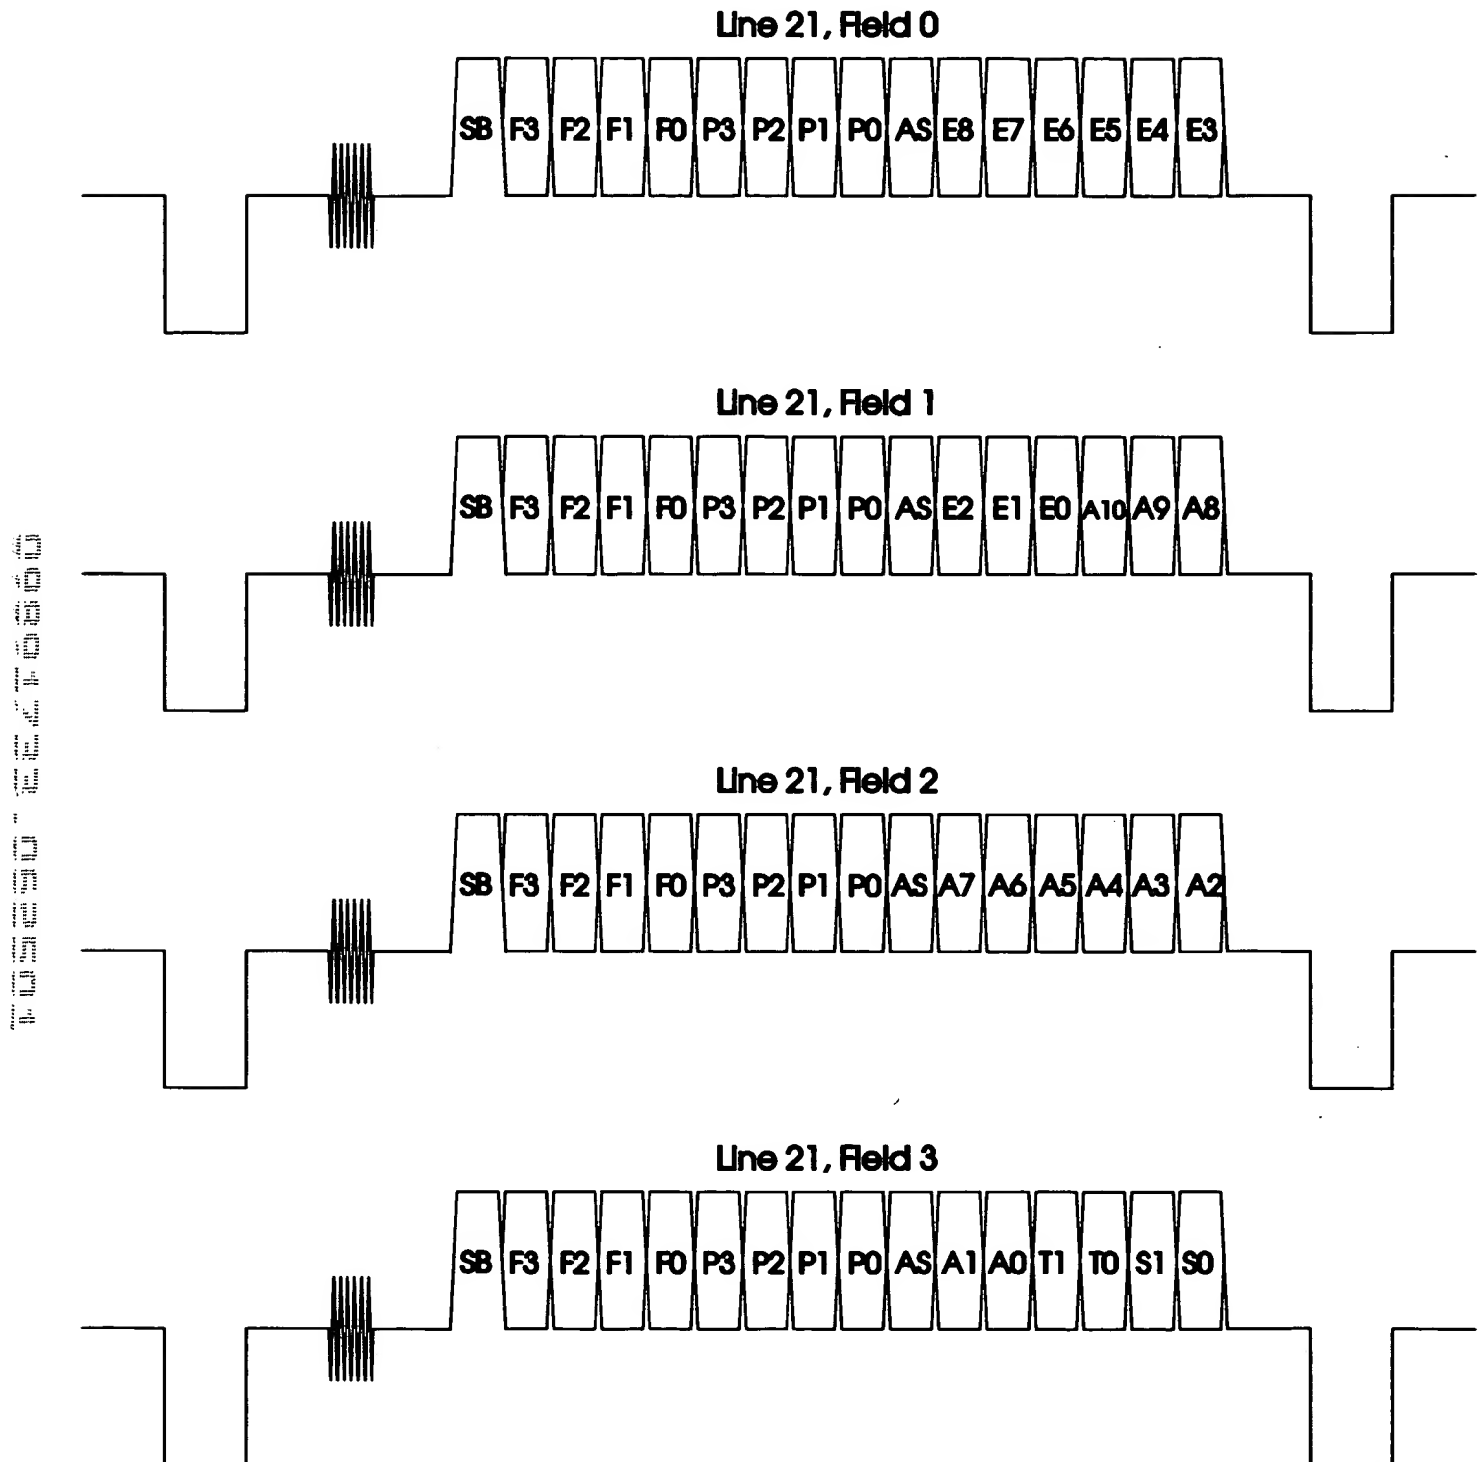 Line 21, Field 0
SB F3 F2 F1 F0 P3 P2 P1 P0 AS E8 E7 E6 E5 E4 E3
Line 21, Field 1
SB F3 F2 F1 F0 P3 P2 P1 P0 AS E2 E1 E0 A10 A9 A8
Line 21, Field 2
SB F3 F2 F1 F0 P3 P2 P1 P0 AS A7 A6 A5 A4 A3 A2
Line 21, Field 3
SB F3 F2 F1 F0 P3 P2 P1 P0 AS A1 A0 T1 T0 S1 S0